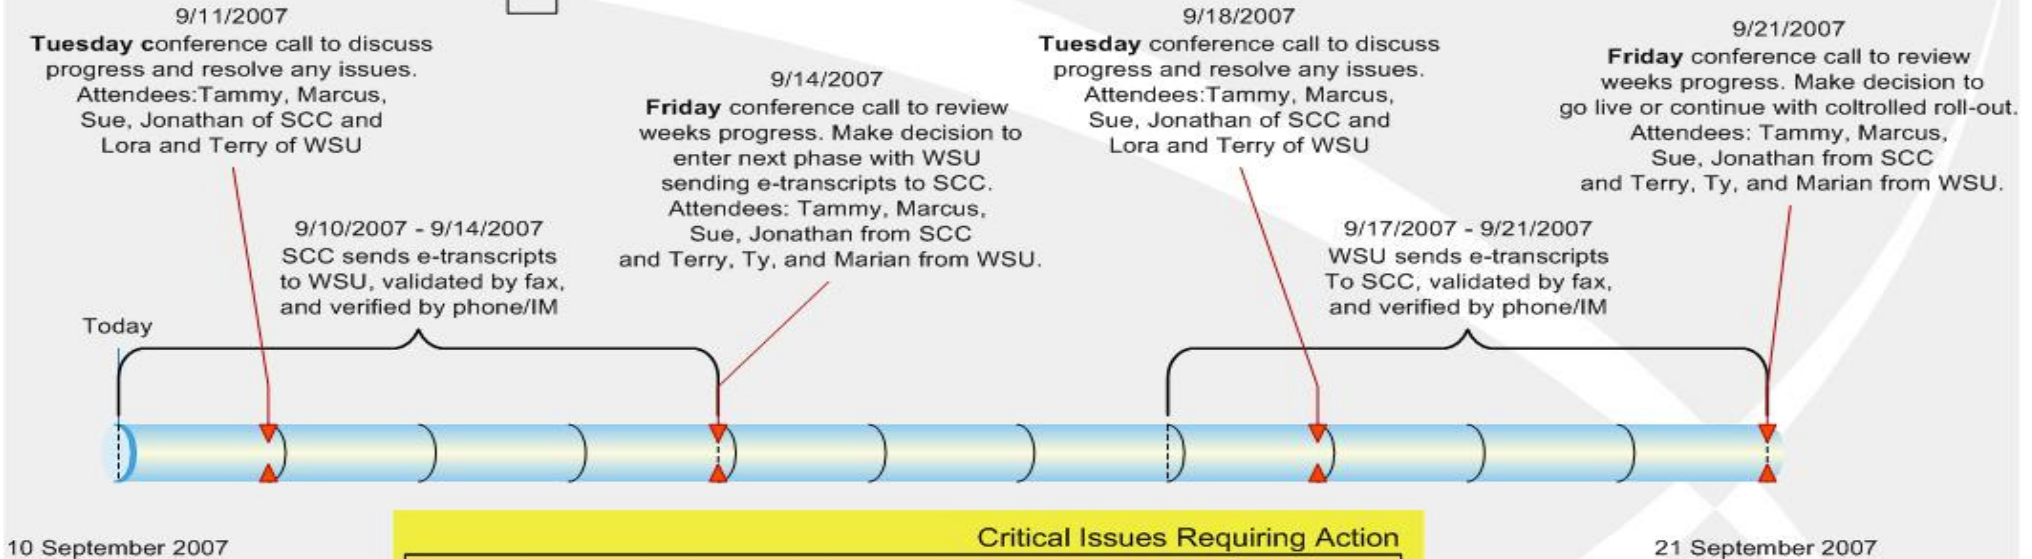 9/11/2007
Tuesday conference call to discuss
progress and resolve any issues.
Attendees:Tammy, Marcus,
Sue, Jonathan of SCC and
Lora and Terry of WSU
9/10/2007 - 9/14/2007
SCC sends e-transcripts
to WSU, validated by fax,
and verified by phone/IM
9/14/2007
Friday conference call to review
weeks progress. Make decision to
enter next phase with WSU
sending e-transcripts to SCC.
Attendees: Tammy, Marcus,
Sue, Jonathan from SCC
and Terry, Ty, and Marian from WSU.
9/18/2007
Tuesday conference call to discuss
progress and resolve any issues.
Attendees:Tammy, Marcus,
Sue, Jonathan of SCC and
Lora and Terry of WSU
9/17/2007 - 9/21/2007
WSU sends e-transcripts
To SCC, validated by fax,
and verified by phone/IM
9/21/2007
Friday conference call to review
weeks progress. Make decision to
go live or continue with coltrolled roll-out.
Attendees: Tammy, Marcus,
Sue, Jonathan from SCC
and Terry, Ty, and Marian from WSU.
Today
10 September 2007
Critical Issues Requiring Action
21 September 2007